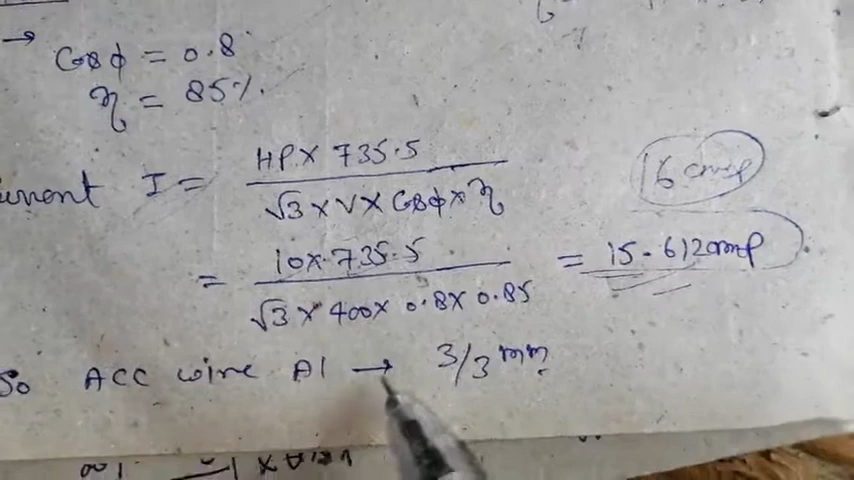 → Cosφ = 0.8
η = 85%.
I = HP X 735.5
√3 X V X Cosφ X η
16 amp
= 10 X 735.5
√3 X 400 X 0.8 X 0.85
= 15.612 amp
So ACC wire Al → 3/3 mm